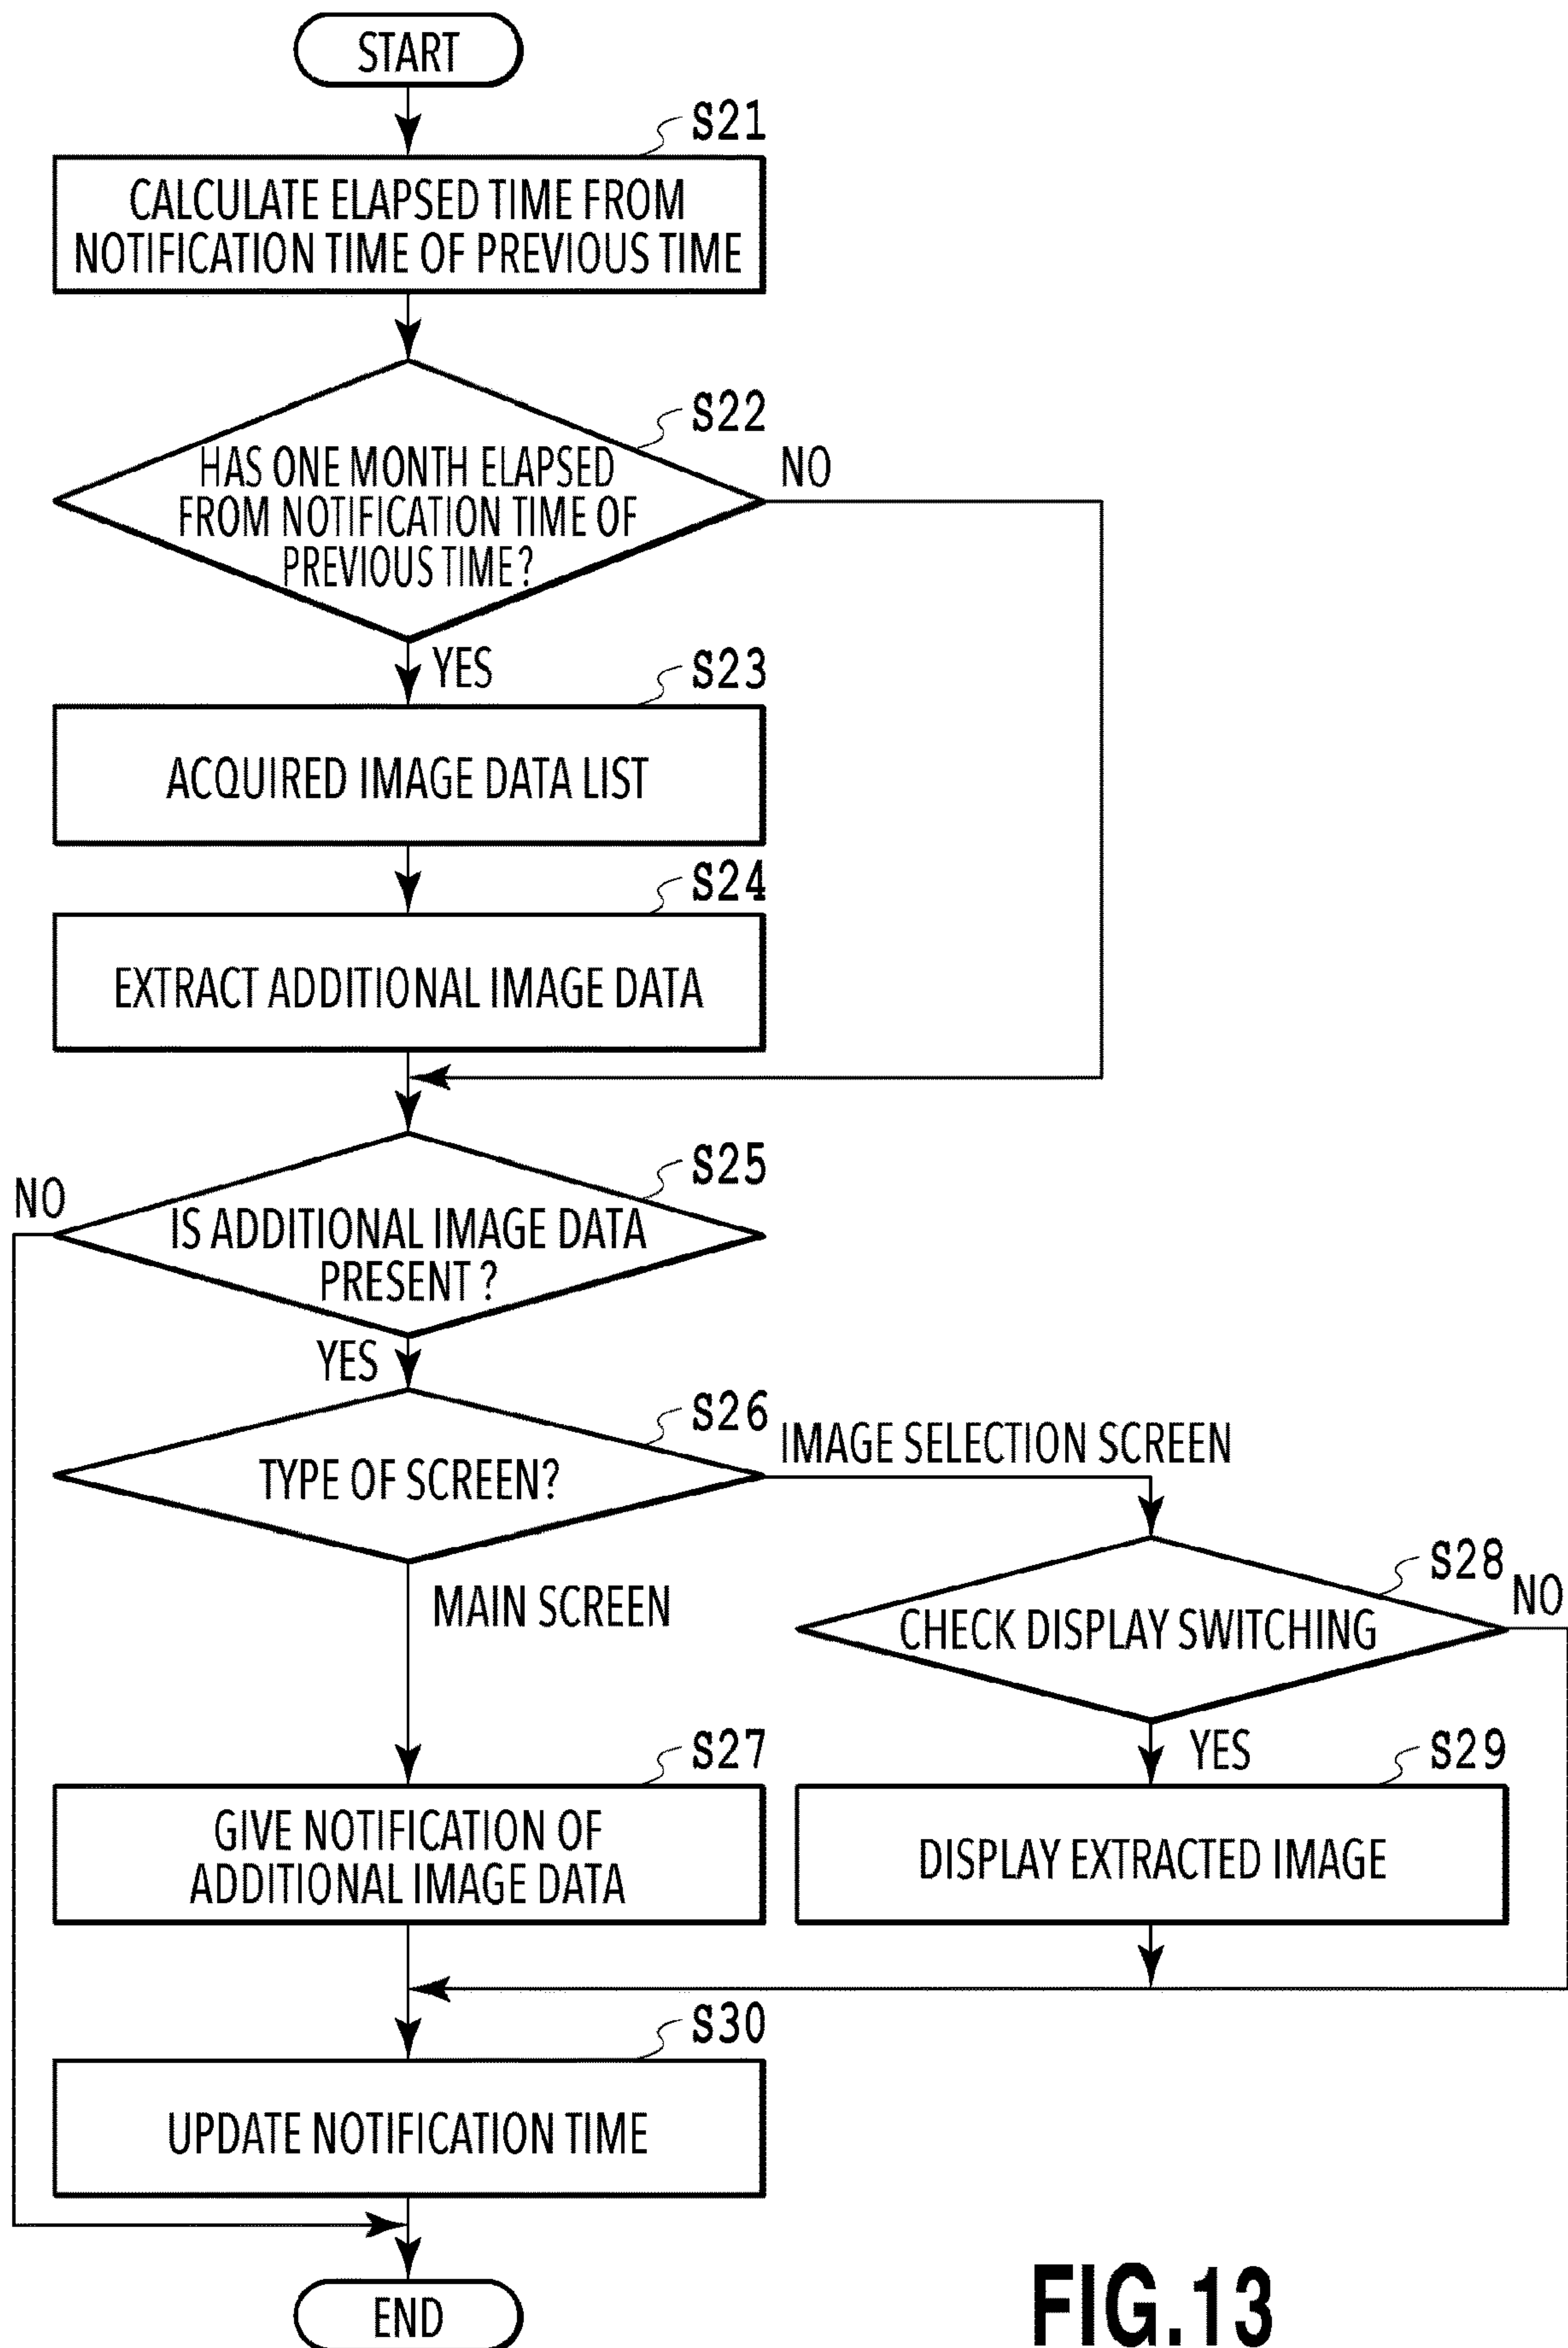 START
S21
CALCULATE ELAPSED TIME FROM
NOTIFICATION TIME OF PREVIOUS TIME
S22
HAS ONE MONTH ELAPSED
FROM NOTIFICATION TIME OF
PREVIOUS TIME?
NO
YES
S23
ACQUIRED IMAGE DATA LIST
S24
EXTRACT ADDITIONAL IMAGE DATA
S25
NO
IS ADDITIONAL IMAGE DATA
PRESENT?
YES
S26
TYPE OF SCREEN?
IMAGE SELECTION SCREEN
MAIN SCREEN
S28
CHECK DISPLAY SWITCHING
NO
YES
S27
GIVE NOTIFICATION OF
ADDITIONAL IMAGE DATA
S29
DISPLAY EXTRACTED IMAGE
S30
UPDATE NOTIFICATION TIME
END
FIG.13